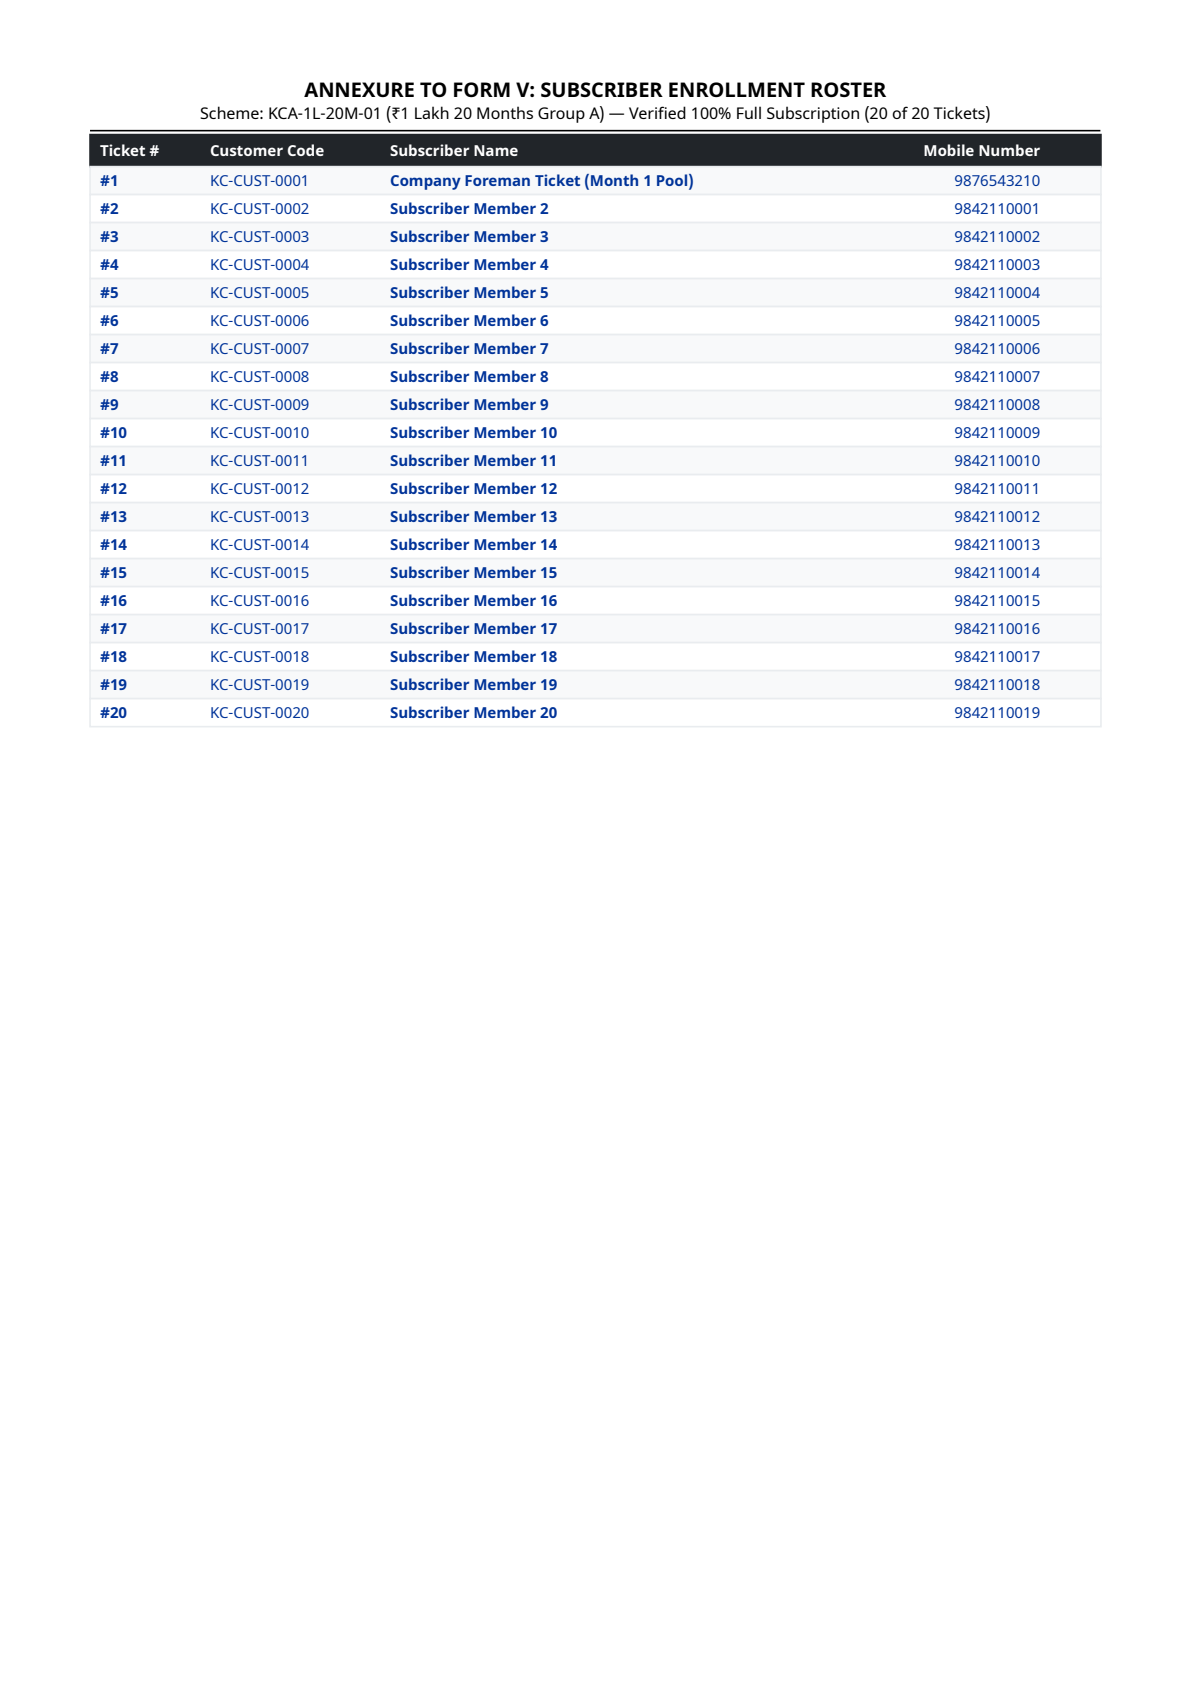 ANNEXURE TO FORM V: SUBSCRIBER ENROLLMENT ROSTER
Scheme: KCA-1L-20M-01 (₹1 Lakh 20 Months Group A) — Verified 100% Full Subscription (20 of 20 Tickets)
Ticket # Customer Code Subscriber Name Mobile Number
#1 KC-CUST-0001 Company Foreman Ticket (Month 1 Pool) 9876543210
#2 KC-CUST-0002 Subscriber Member 2 9842110001
#3 KC-CUST-0003 Subscriber Member 3 9842110002
#4 KC-CUST-0004 Subscriber Member 4 9842110003
#5 KC-CUST-0005 Subscriber Member 5 9842110004
#6 KC-CUST-0006 Subscriber Member 6 9842110005
#7 KC-CUST-0007 Subscriber Member 7 9842110006
#8 KC-CUST-0008 Subscriber Member 8 9842110007
#9 KC-CUST-0009 Subscriber Member 9 9842110008
#10 KC-CUST-0010 Subscriber Member 10 9842110009
#11 KC-CUST-0011 Subscriber Member 11 9842110010
#12 KC-CUST-0012 Subscriber Member 12 9842110011
#13 KC-CUST-0013 Subscriber Member 13 9842110012
#14 KC-CUST-0014 Subscriber Member 14 9842110013
#15 KC-CUST-0015 Subscriber Member 15 9842110014
#16 KC-CUST-0016 Subscriber Member 16 9842110015
#17 KC-CUST-0017 Subscriber Member 17 9842110016
#18 KC-CUST-0018 Subscriber Member 18 9842110017
#19 KC-CUST-0019 Subscriber Member 19 9842110018
#20 KC-CUST-0020 Subscriber Member 20 9842110019